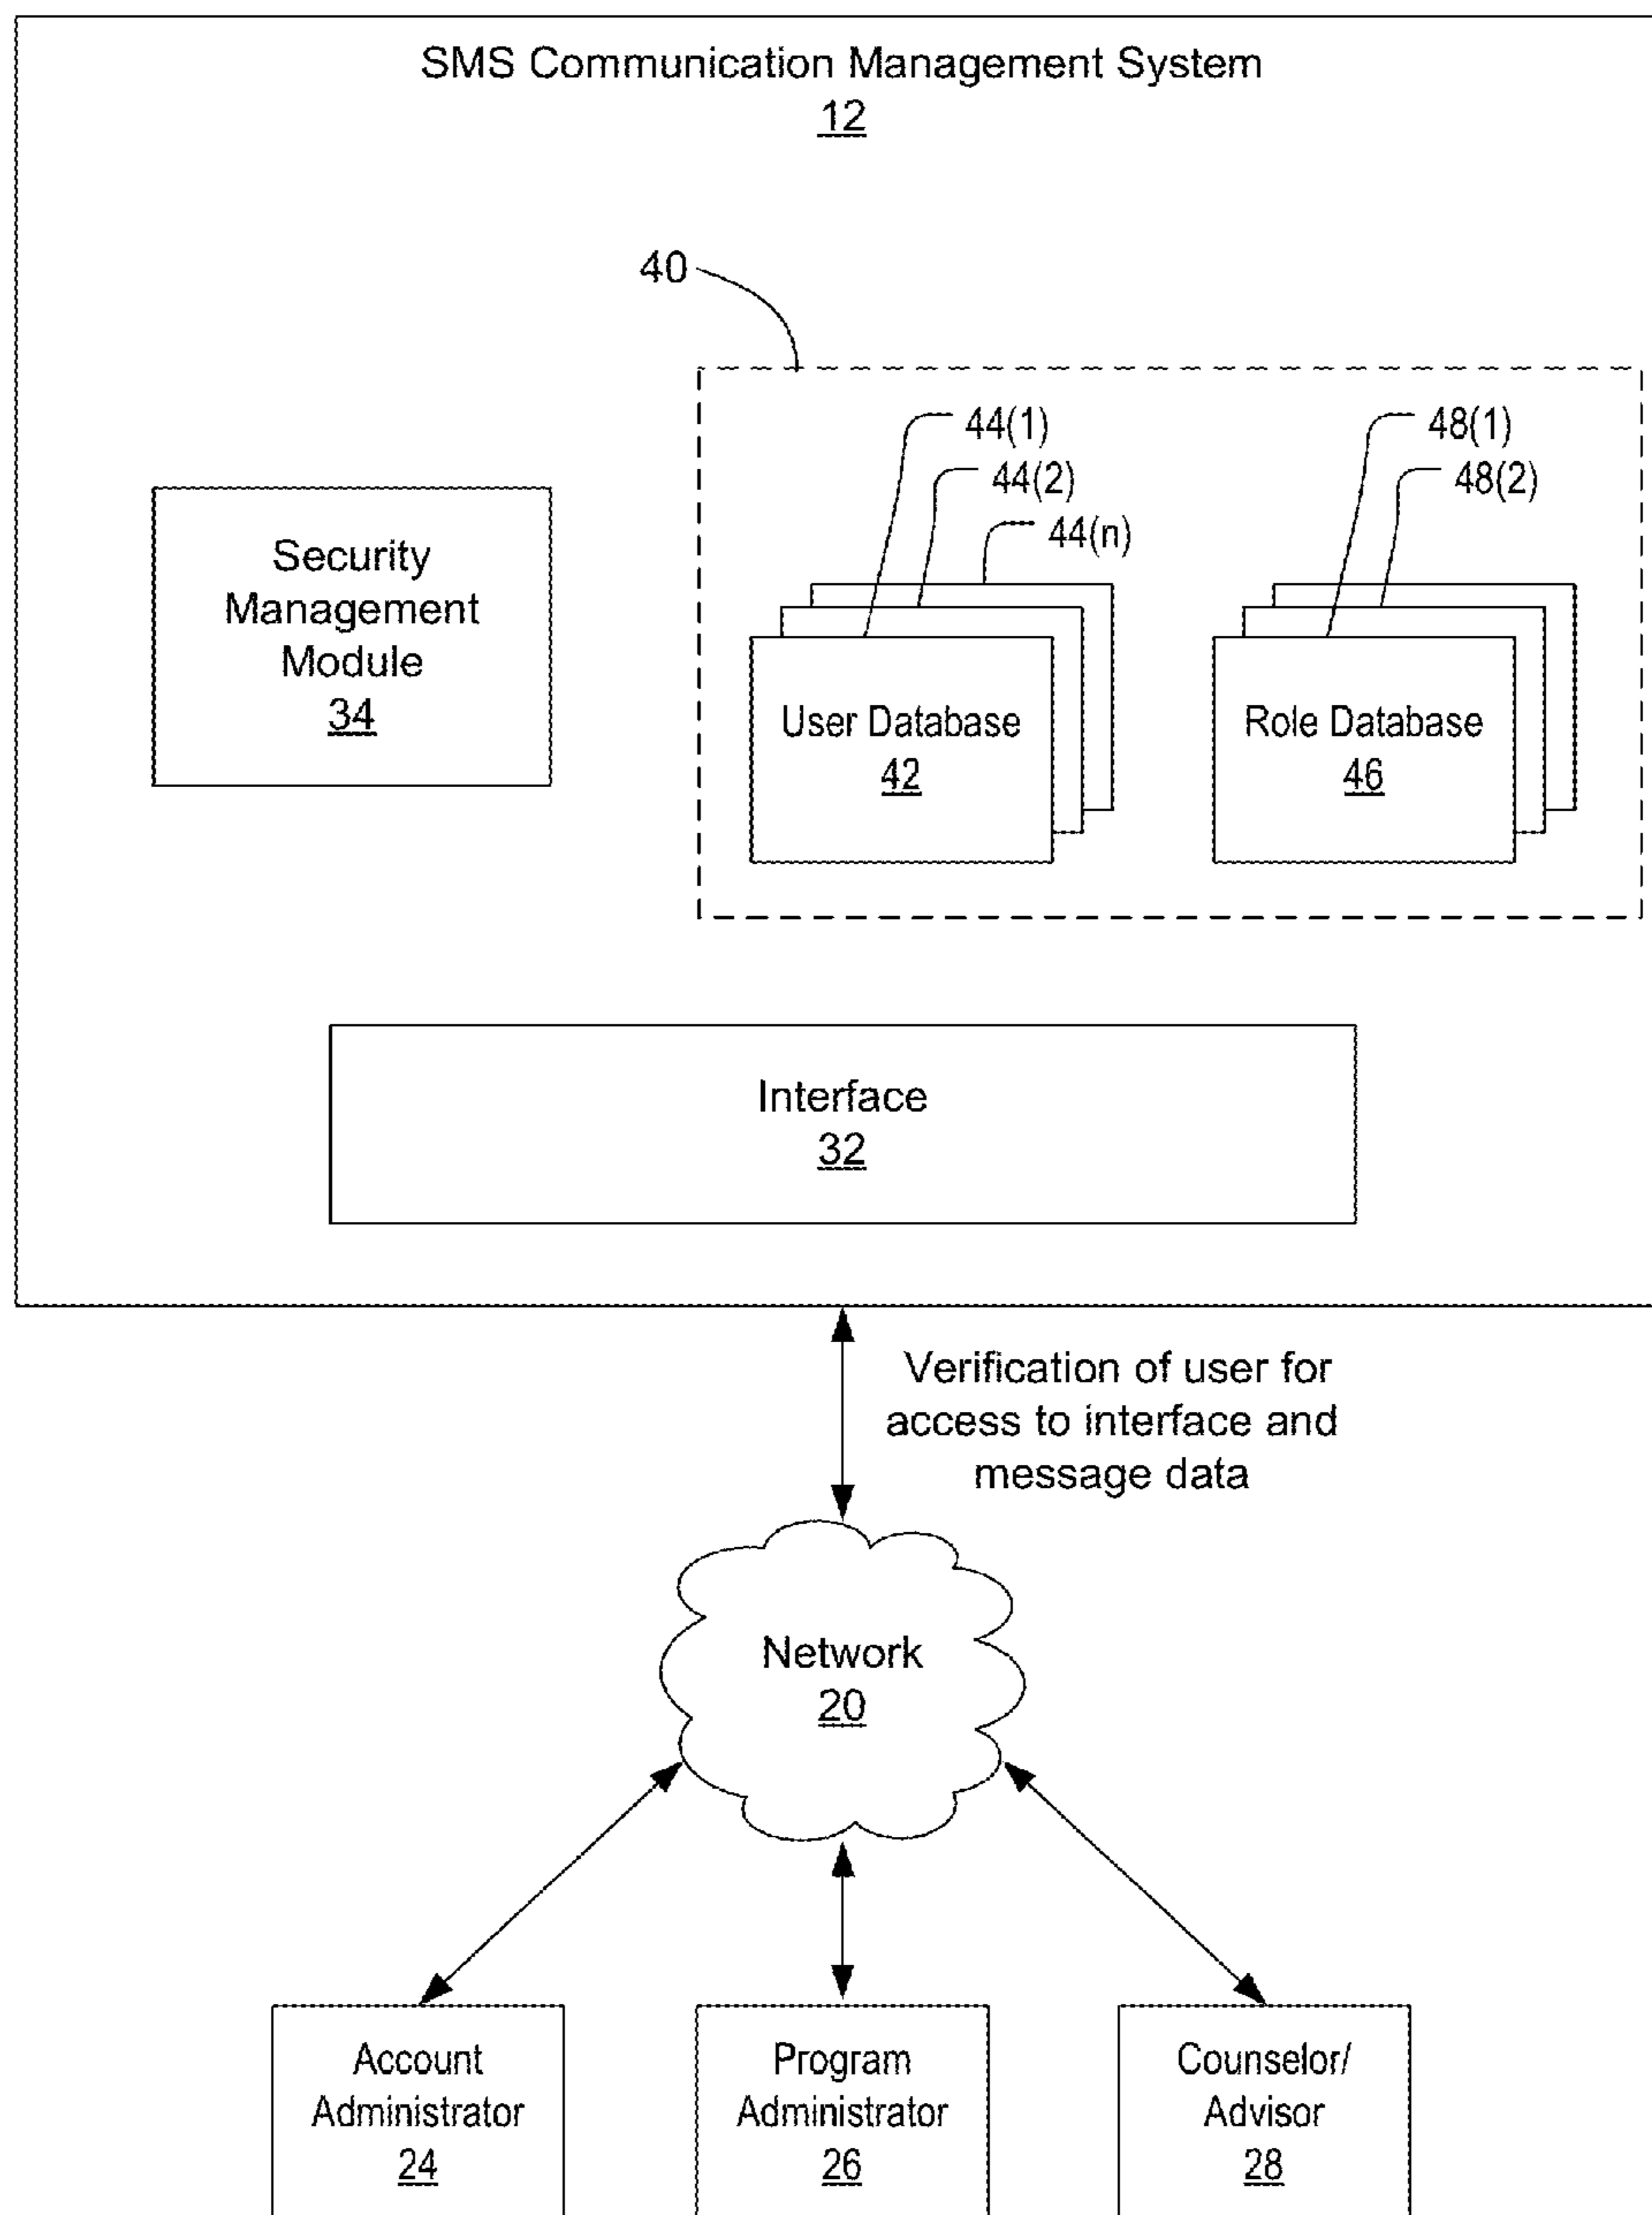 SMS Communication Management System
12
40
44(1)
48(1)
44(2)
48(2)
44(n)
Security
Management
Module
34
User Database
42
Role Database
46
Interface
32
Verification of user for
access to interface and
message data
Network
20
Account
Administrator
24
Program
Administrator
26
Counselor/
Advisor
28